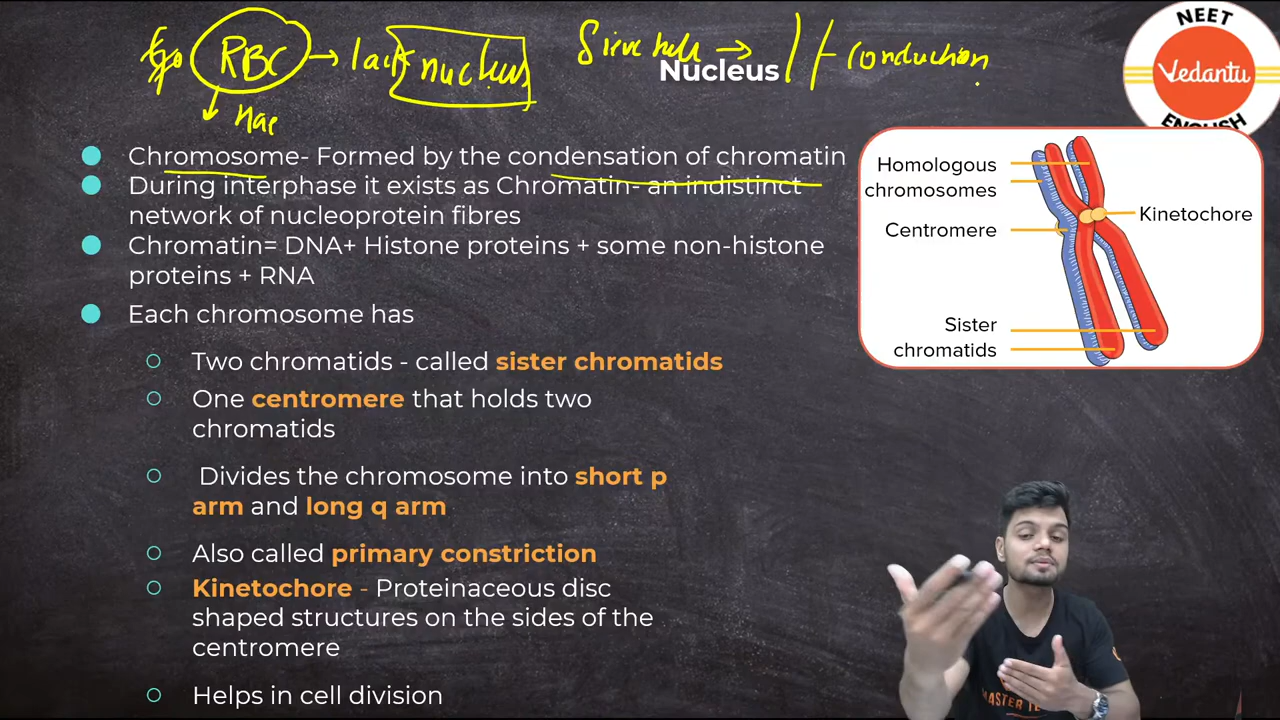 RBC → lack nucleus
Nucleus
conduction
NEET
Vedantu
ENGLISH
Chromosome- Formed by the condensation of chromatin
During interphase it exists as Chromatin- an indistinct
network of nucleoprotein fibres
Chromatin= DNA+ Histone proteins + some non-histone
proteins + RNA
Each chromosome has
Two chromatids - called sister chromatids
One centromere that holds two
chromatids
Divides the chromosome into short p
arm and long q arm
Also called primary constriction
Kinetochore - Proteinaceous disc
shaped structures on the sides of the
centromere
Helps in cell division
Homologous
chromosomes
Centromere
Kinetochore
Sister
chromatids